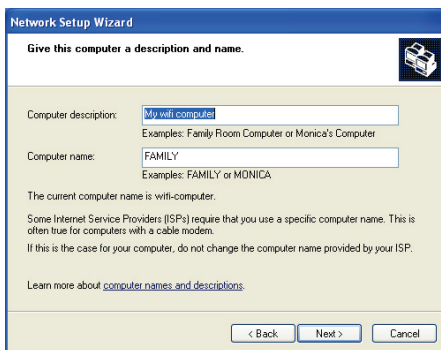 Network Setup Wizard
Give this computer a description and name.
Computer description:
My wifi computer
Examples: Family Room Computer or Monica's Computer
Computer name:
FAMILY
Examples: FAMILY or MONICA
The current computer name is wifi-computer.
Some Internet Service Providers (ISPs) require that you use a specific computer name. This is
often true for computers with a cable modem.
If this is the case for your computer, do not change the computer name provided by your ISP.
Learn more about computer names and descriptions.
< Back
Next >
Cancel